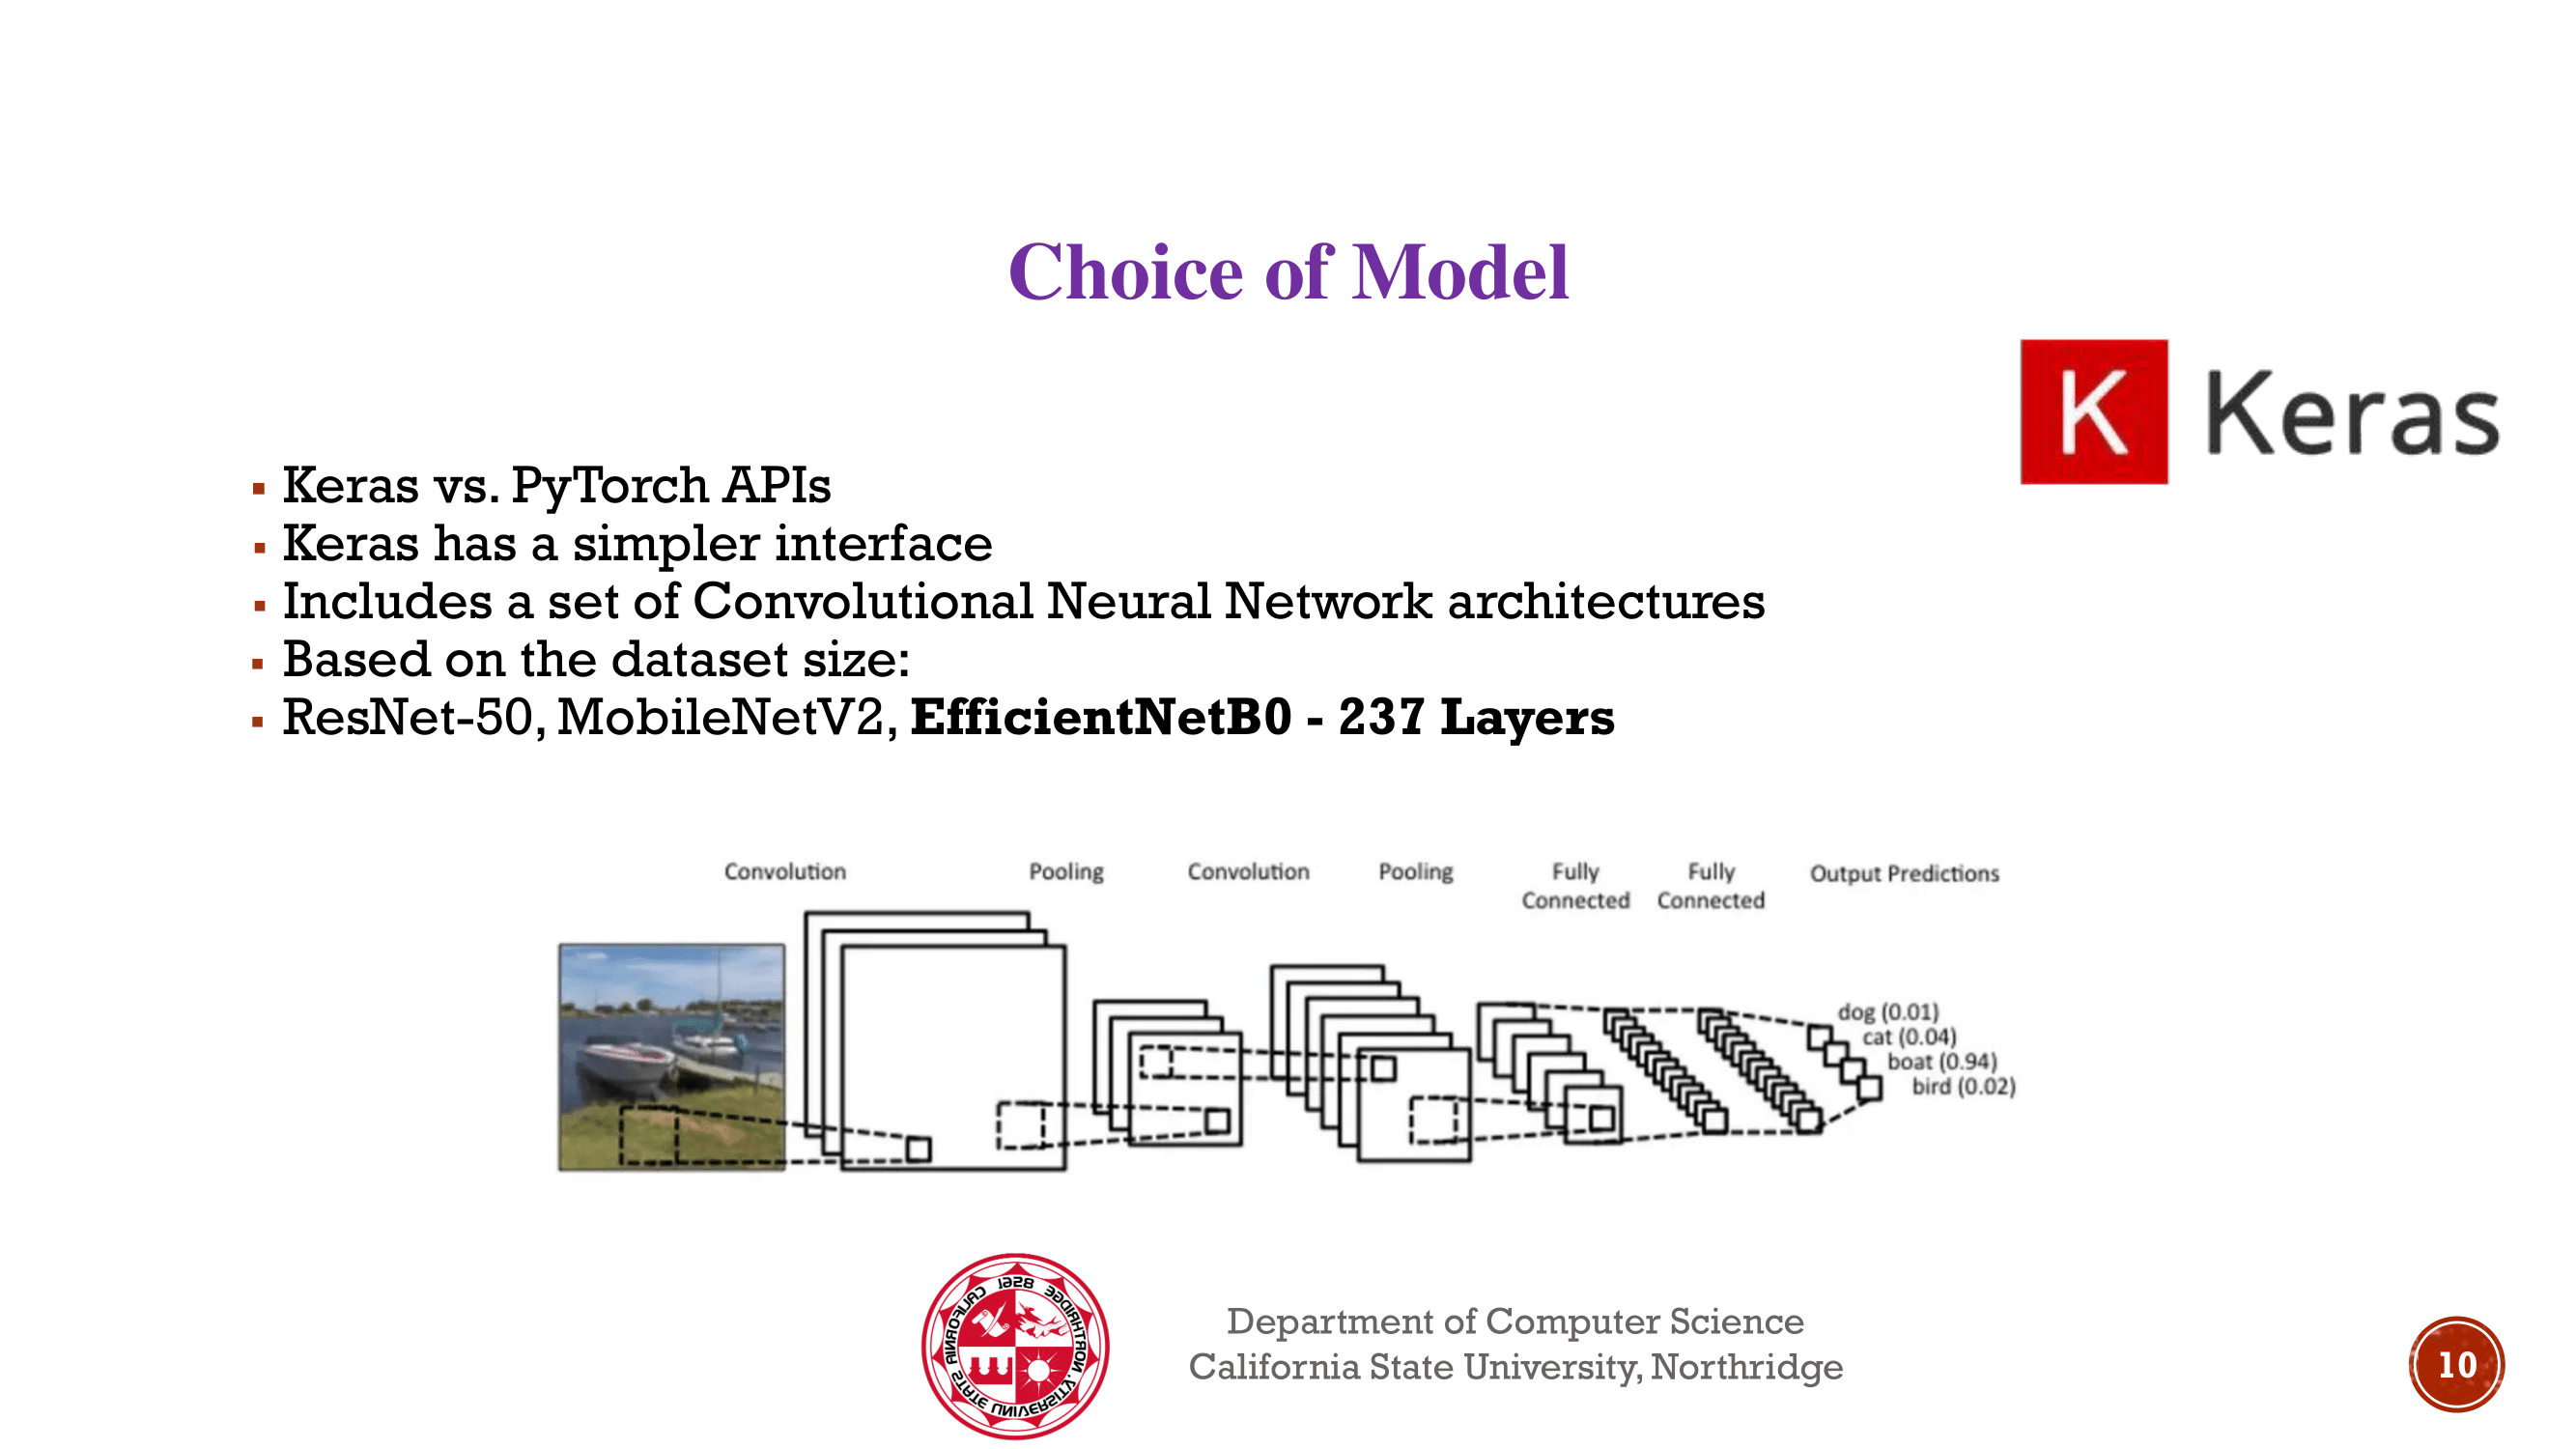 Choice of Model
K Keras
▪ Keras vs. PyTorch APIs
▪ Keras has a simpler interface
▪ Includes a set of Convolutional Neural Network architectures
▪ Based on the dataset size:
▪ ResNet-50, MobileNetV2, EfficientNetB0 - 237 Layers
Convolution Pooling Convolution Pooling Fully Connected Fully Connected Output Predictions
dog (0.01)
cat (0.04)
boat (0.94)
bird (0.02)
CALIFORNIA STATE UNIVERSITY, NORTHRIDGE 1958
Department of Computer Science
California State University, Northridge
10